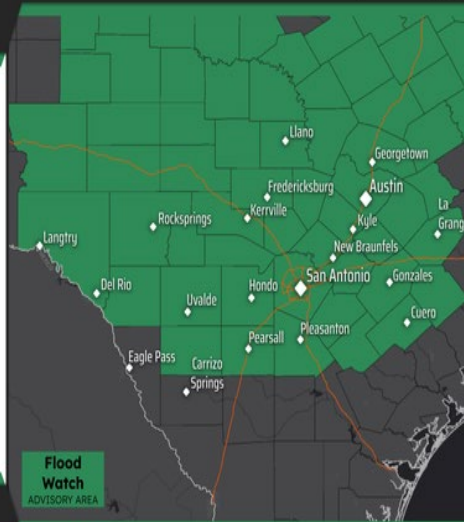 Llano
Georgetown
Fredericksburg
Austin
Kerrville
Rocksprings
Kyle
La
Grang
Langtry
New Braunfels
San Antonio
Gonzales
Del Rio
Hondo
Uvalde
Cuero
Pleasanton
Pearsall
Eagle Pass
Carrizo
Springs
Flood
Watch
ADVISORY AREA